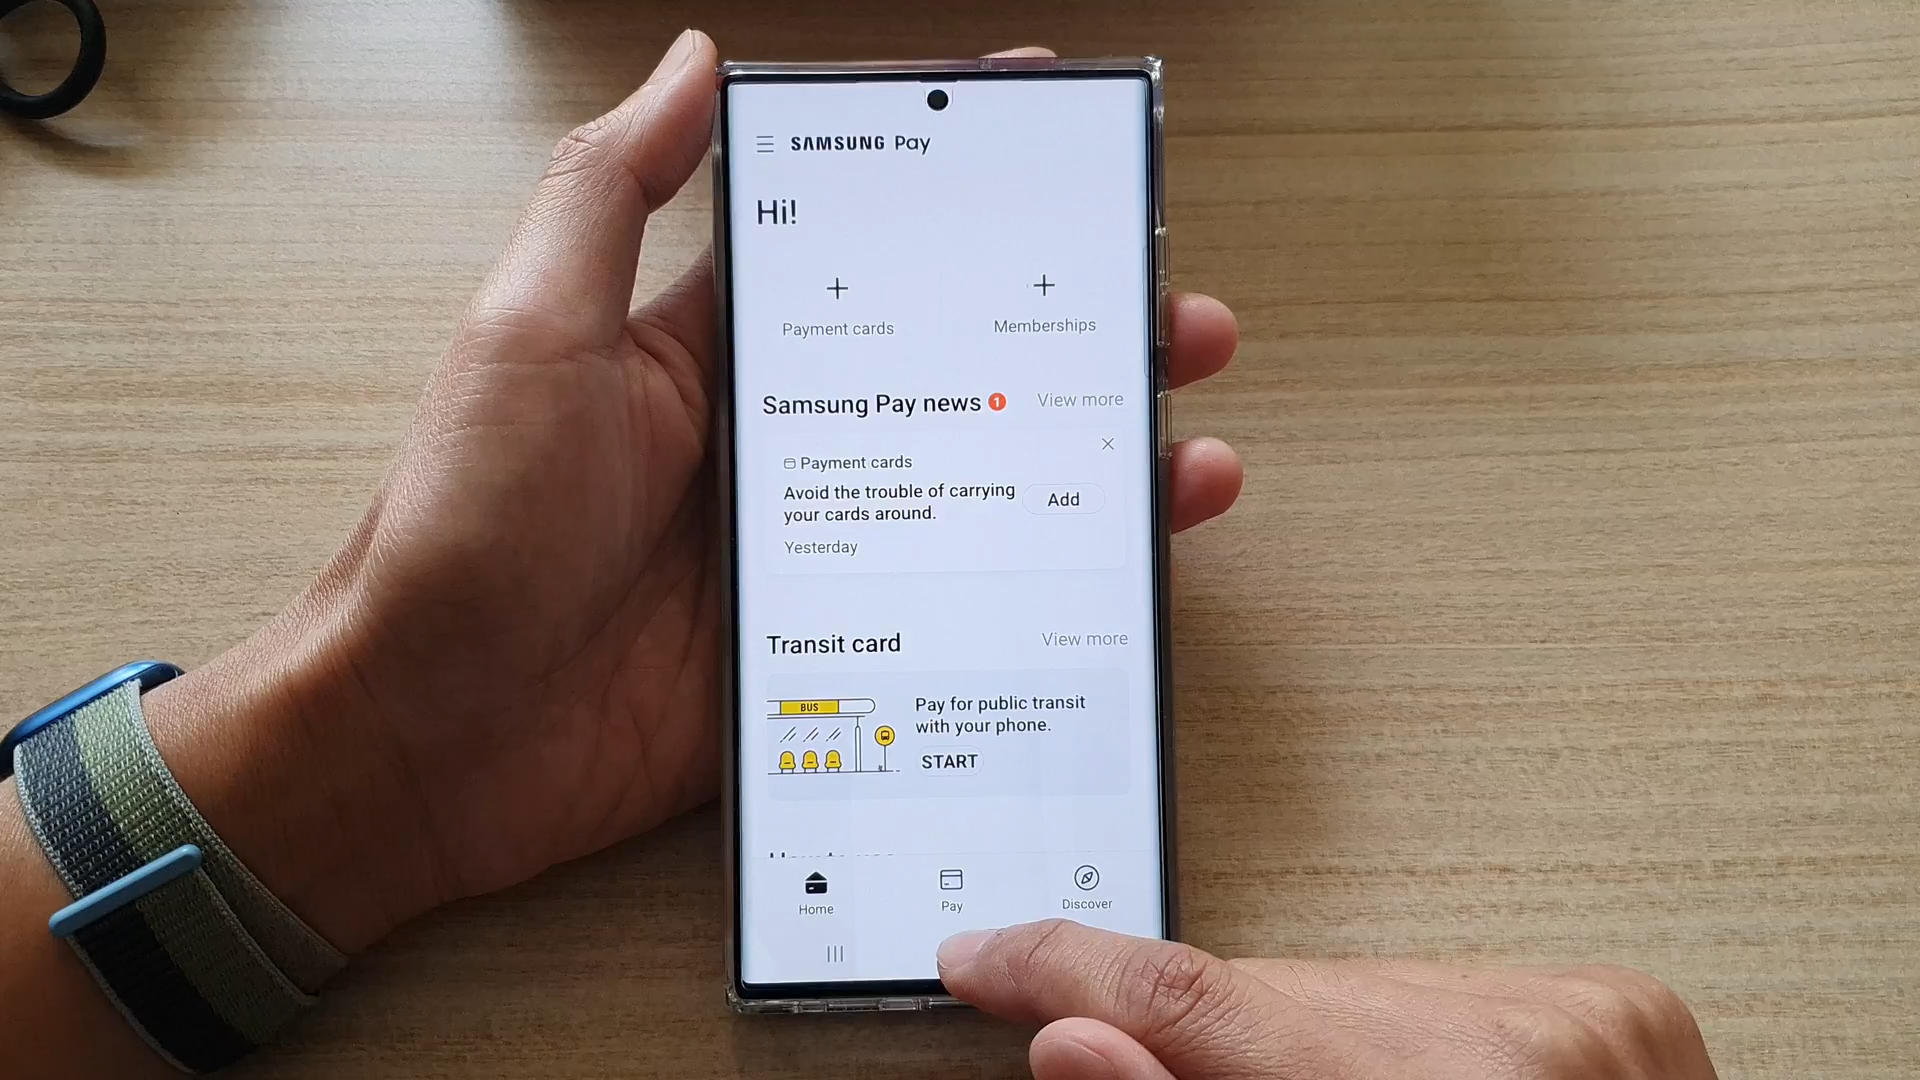 SAMSUNG Pay
Hi!
Payment cards
Memberships
Samsung Pay news 1
View more
Payment cards
Avoid the trouble of carrying
your cards around.
Add
Yesterday
Transit card
View more
BUS
Pay for public transit
with your phone.
START
Home
Pay
Discover